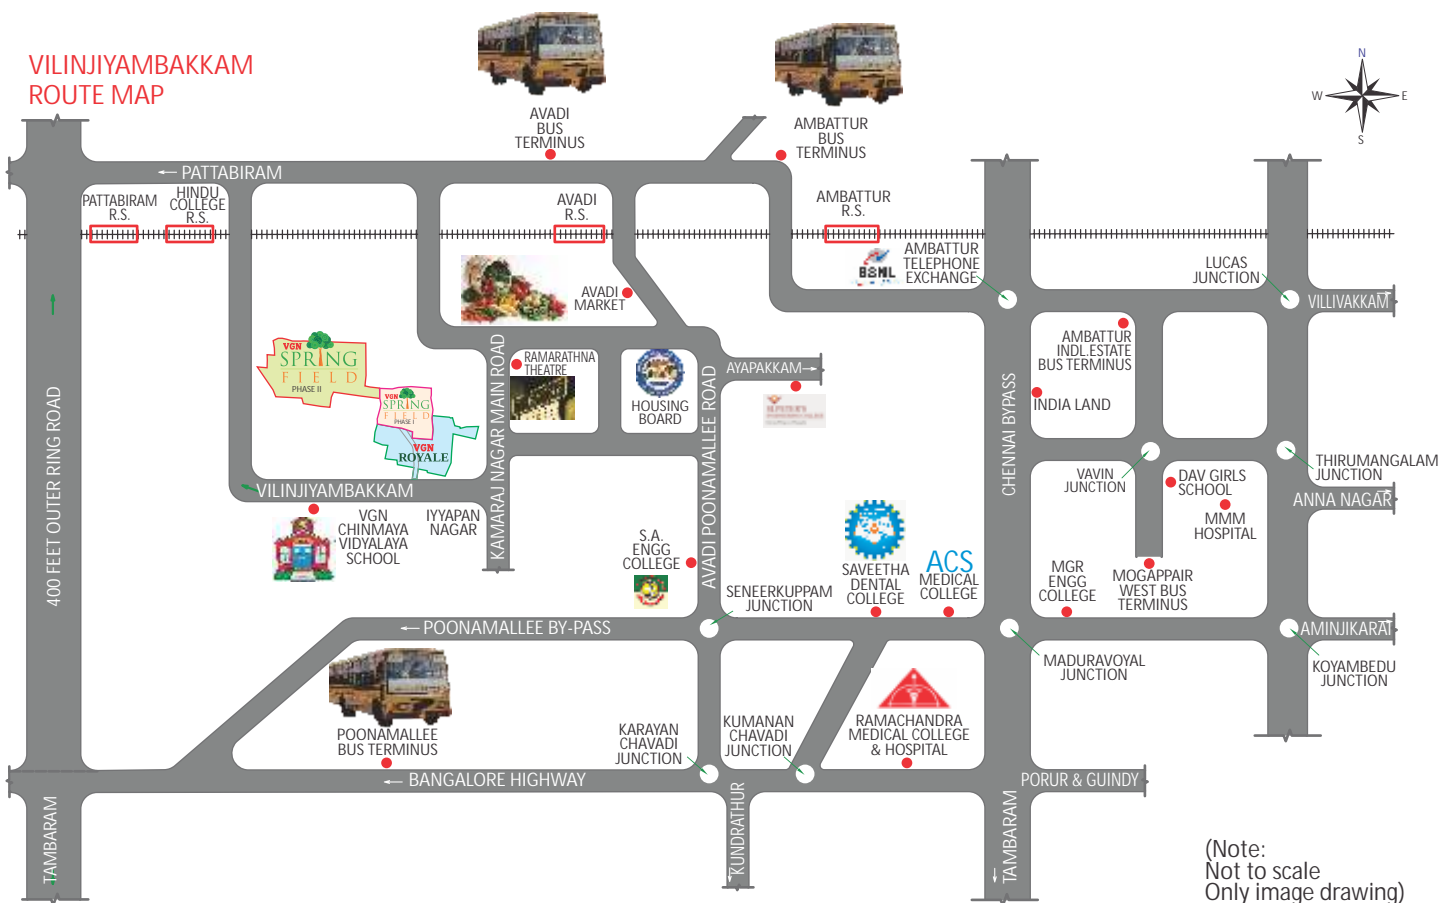 VILINJIYAMBAKKAM
ROUTE MAP
N
W
E
S
AVADI
BUS
TERMINUS
AMBATTUR
BUS
TERMINUS
← PATTABIRAM
PATTABIRAM
R.S.
HINDU
COLLEGE
R.S.
AVADI
R.S.
AMBATTUR
R.S.
AMBATTUR
TELEPHONE
EXCHANGE
BSNL
LUCAS
JUNCTION
VILLIVAKKAM
AVADI
MARKET
AMBATTUR
INDL.ESTATE
BUS TERMINUS
VGN
SPRING
FIELD
PHASE II
VGN
SPRING
FIELD
PHASE I
VGN
ROYALE
RAMARATHNA
THEATRE
HOUSING
BOARD
AYAPAKKAM
INDIA LAND
400 FEET OUTER RING ROAD
KAMARAJ NAGAR MAIN ROAD
AVADI POONAMALLEE ROAD
CHENNAI BYPASS
VILINJIYAMBAKKAM
VGN
CHINMAYA
VIDYALAYA
SCHOOL
IYYAPAN
NAGAR
VAVIN
JUNCTION
THIRUMANGALAM
JUNCTION
DAV GIRLS
SCHOOL
ANNA NAGAR
MMM
HOSPITAL
S.A.
ENGG
COLLEGE
SAVEETHA
DENTAL
COLLEGE
ACS
MEDICAL
COLLEGE
MGR
ENGG
COLLEGE
MOGAPPAIR
WEST BUS
TERMINUS
SENEERKUPPAM
JUNCTION
← POONAMALLEE BY-PASS
AMINJIKARAI
MADURAVOYAL
JUNCTION
KOYAMBEDU
JUNCTION
POONAMALLEE
BUS TERMINUS
KARAYAN
CHAVADI
JUNCTION
KUMANAN
CHAVADI
JUNCTION
RAMACHANDRA
MEDICAL COLLEGE
& HOSPITAL
← BANGALORE HIGHWAY
PORUR & GUINDY
TAMBARAM
KUNDRATHUR
TAMBARAM
(Note:
Not to scale
Only image drawing)